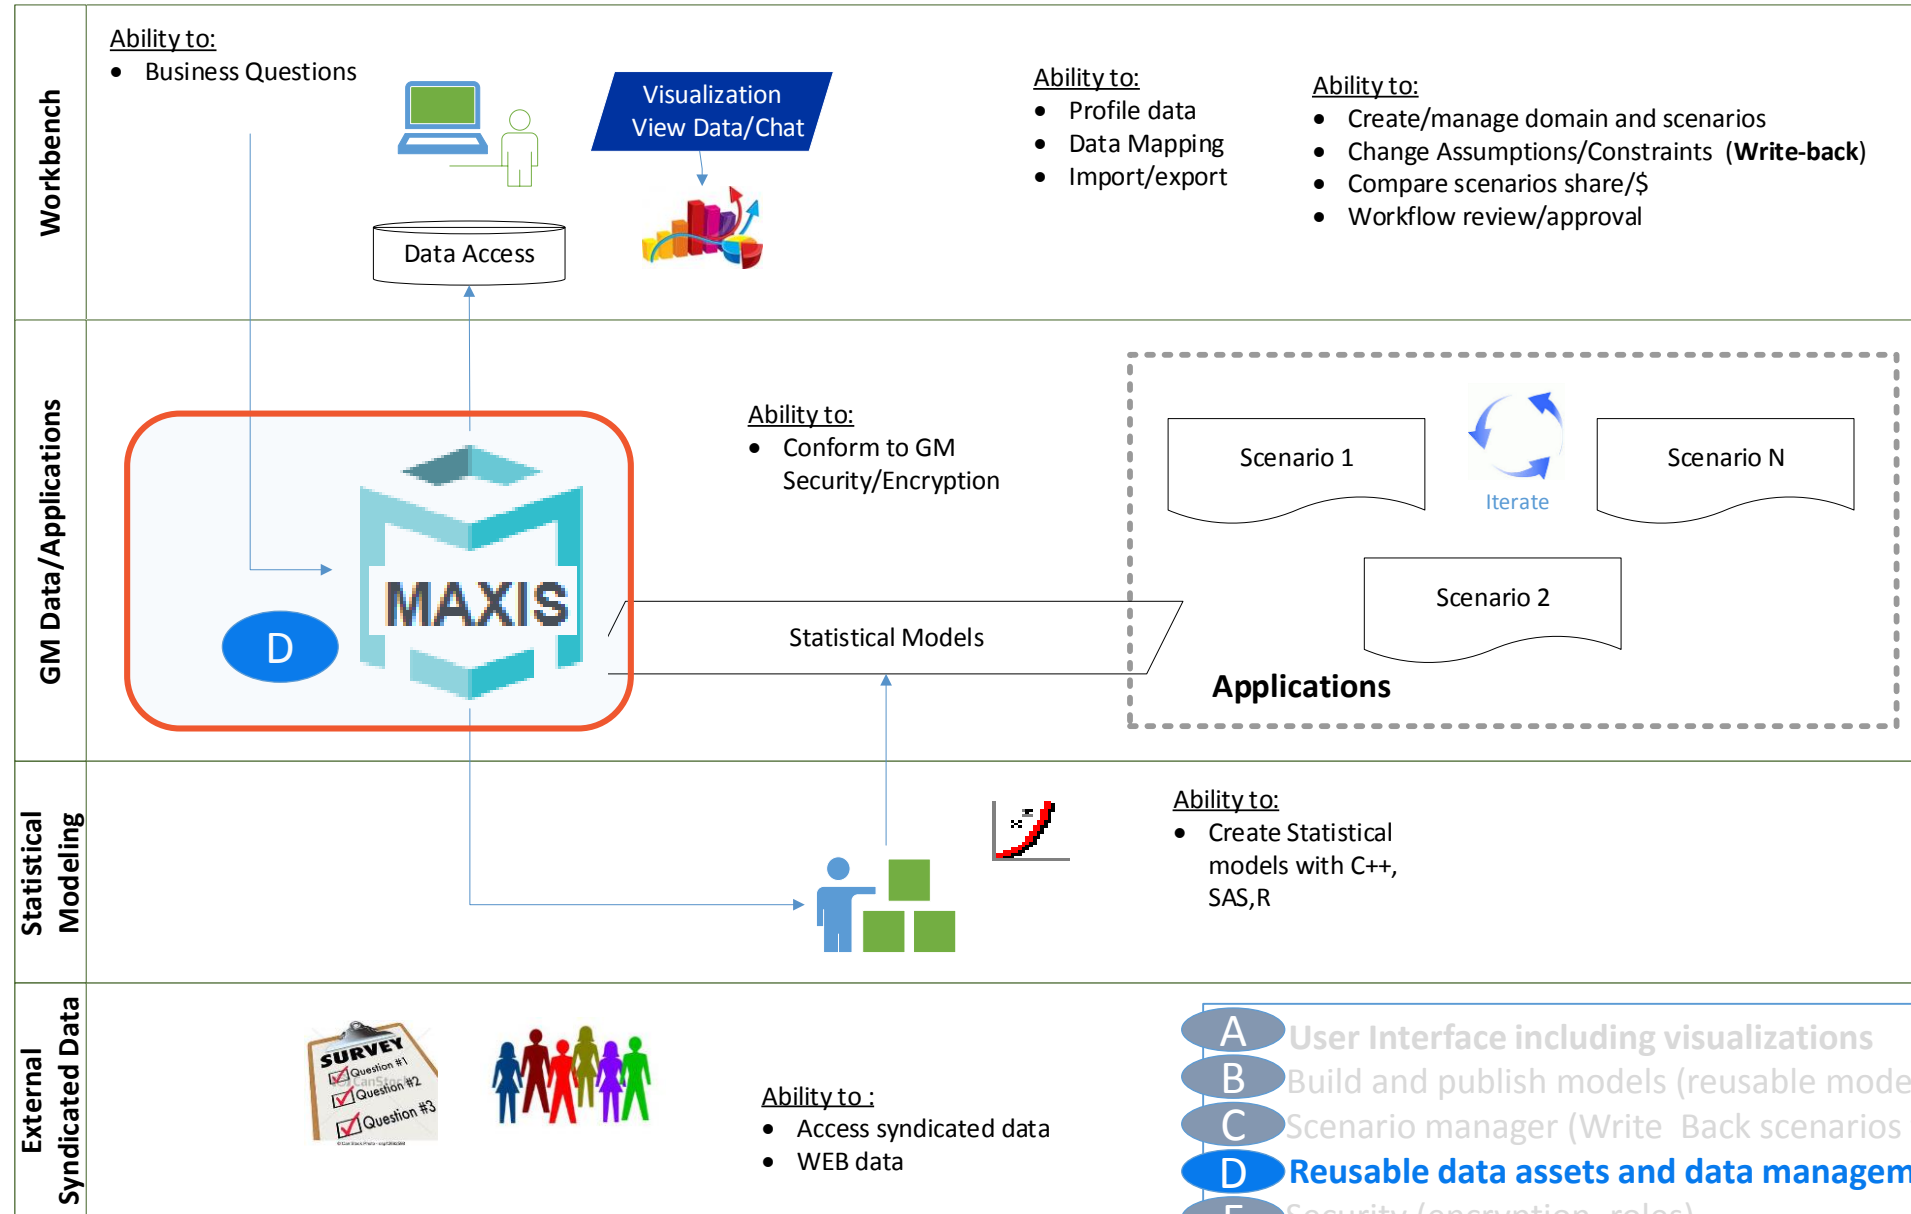 Workbench
Ability to:
• Business Questions
Visualization
View Data/Chat
Data Access
Ability to:
• Profile data
• Data Mapping
• Import/export
Ability to:
• Create/manage domain and scenarios
• Change Assumptions/Constraints (Write-back)
• Compare scenarios share/$
• Workflow review/approval
GM Data/Applications
MAXIS
D
Ability to:
• Conform to GM
Security/Encryption
Statistical Models
Scenario 1
Iterate
Scenario N
Scenario 2
Applications
Statistical
Modeling
Ability to:
• Create Statistical
models with C++,
SAS,R
External
Syndicated Data
SURVEY
Question #1
Question #2
Question #3
Ability to :
• Access syndicated data
• WEB data
A User Interface including visualizations
B Build and publish models (reusable mode
C Scenario manager (Write Back scenarios
D Reusable data assets and data managem
E Security (encryption, roles)